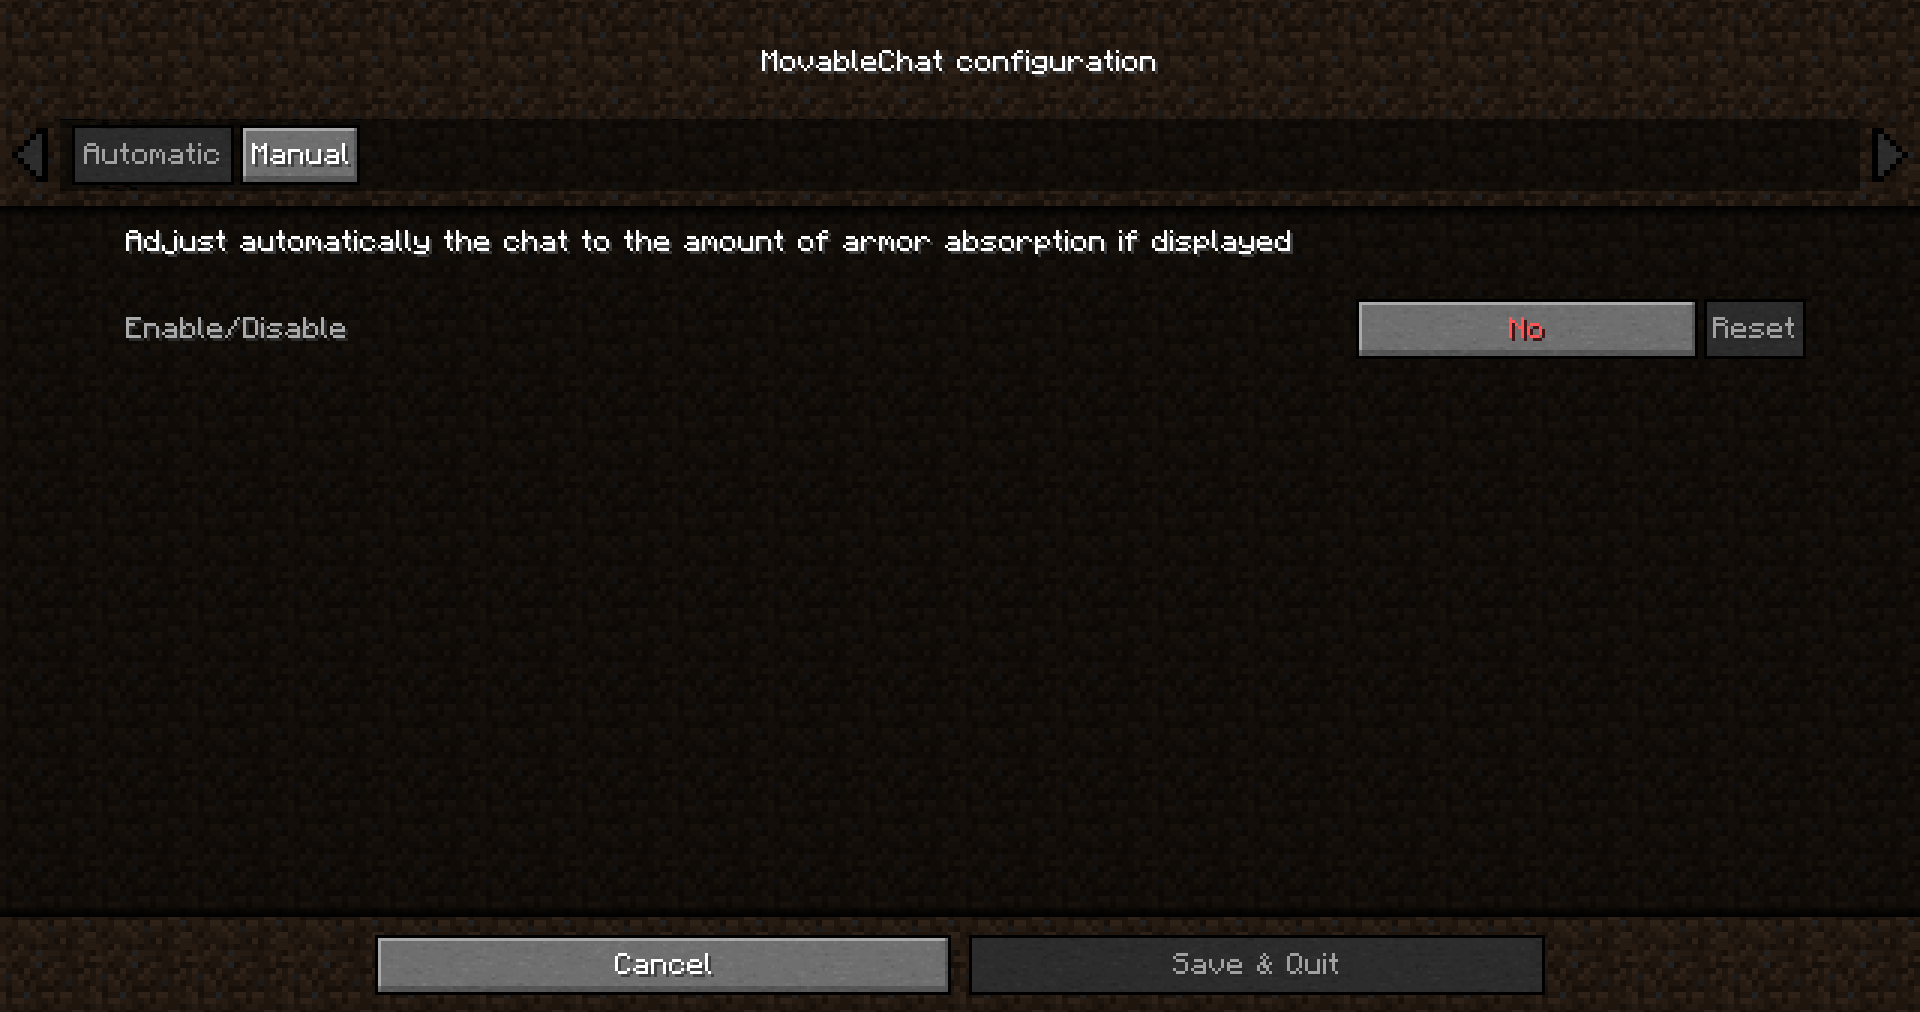 MovableChat configuration
Automatic Manual
Adjust automatically the chat to the amount of armor absorption if displayed
Enable/Disable No Reset
Cancel Save & Quit